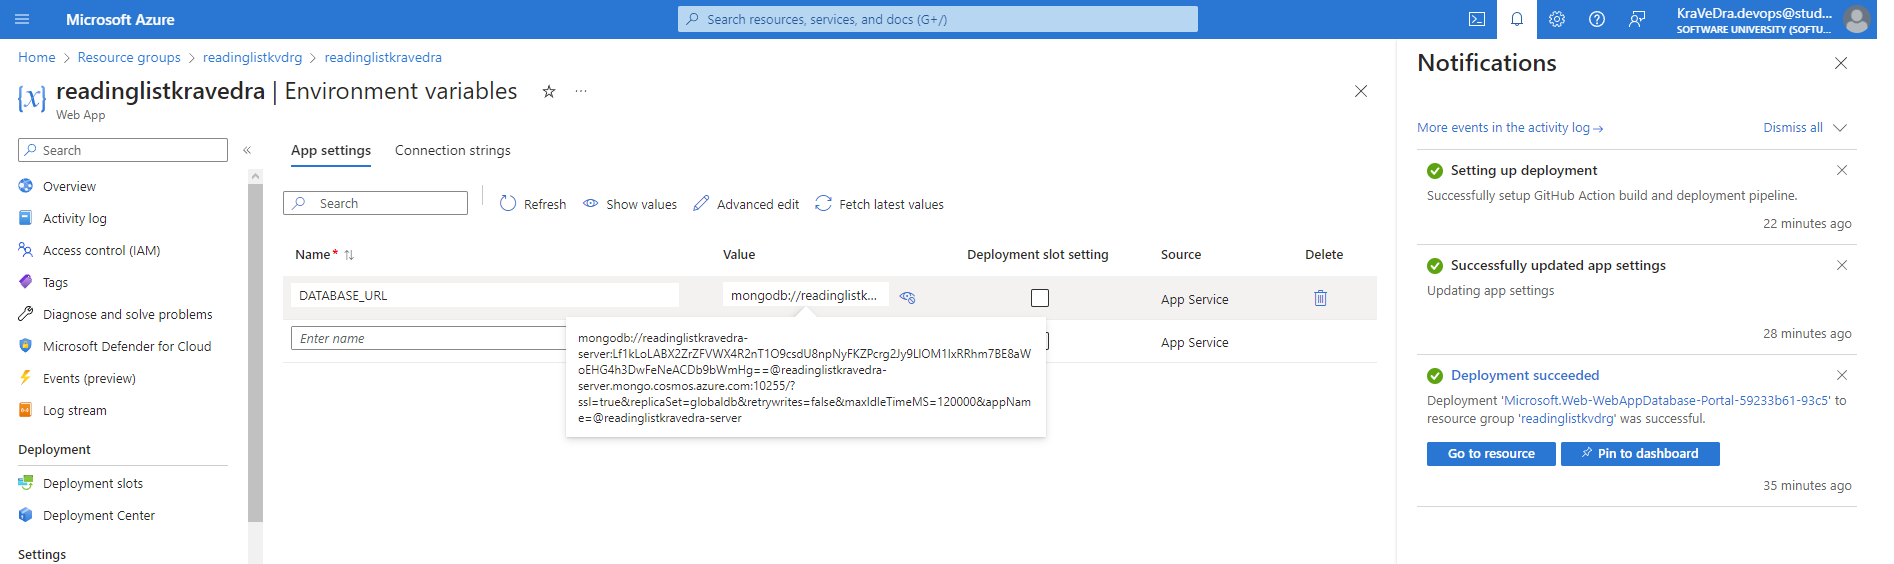 Microsoft Azure
Search resources, services, and docs (G+/)
KraVeDra.devops@stud...
SOFTWARE UNIVERSITY (SOFTU...
Home > Resource groups > readinglistkvdrg > readinglistkravedra
readinglistkravedra | Environment variables
Web App
Search
Overview
Activity log
Access control (IAM)
Tags
Diagnose and solve problems
Microsoft Defender for Cloud
Events (preview)
Log stream
Deployment
Deployment slots
Deployment Center
Settings
App settings
Connection strings
Search
Refresh
Show values
Advanced edit
Fetch latest values
Name*
Value
Deployment slot setting
Source
Delete
DATABASE_URL
mongodb://readinglistk...
App Service
Enter name
App Service
mongodb://readinglistkravedra-
server:Lf1kLoLABX2ZrZFVWX4R2nT1O9csdU8npNyFKZPcrg2Jy9LlOM1IxRRhm7BE8aW
oEHG4h3DwFeNeACDb9bWmHg==@readinglistkravedra-
server.mongo.cosmos.azure.com:10255/?
ssl=true&replicaSet=globaldb&retrywrites=false&maxIdleTimeMS=120000&appNam
e=@readinglistkravedra-server
Notifications
More events in the activity log →
Dismiss all
Setting up deployment
Successfully setup GitHub Action build and deployment pipeline.
22 minutes ago
Successfully updated app settings
Updating app settings
28 minutes ago
Deployment succeeded
Deployment 'Microsoft.Web-WebAppDatabase-Portal-59233b61-93c5' to
resource group 'readinglistkvdrg' was successful.
Go to resource
Pin to dashboard
35 minutes ago